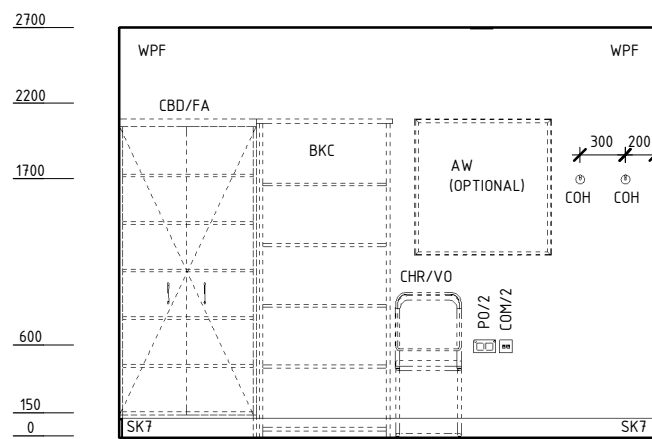 2700
WPF
WPF
2200
CBD/FA
BKC
300
200
AW
(OPTIONAL)
1700
COH
COH
CHR/VO
PO/2
COM/2
600
150
SK7
SK7
0